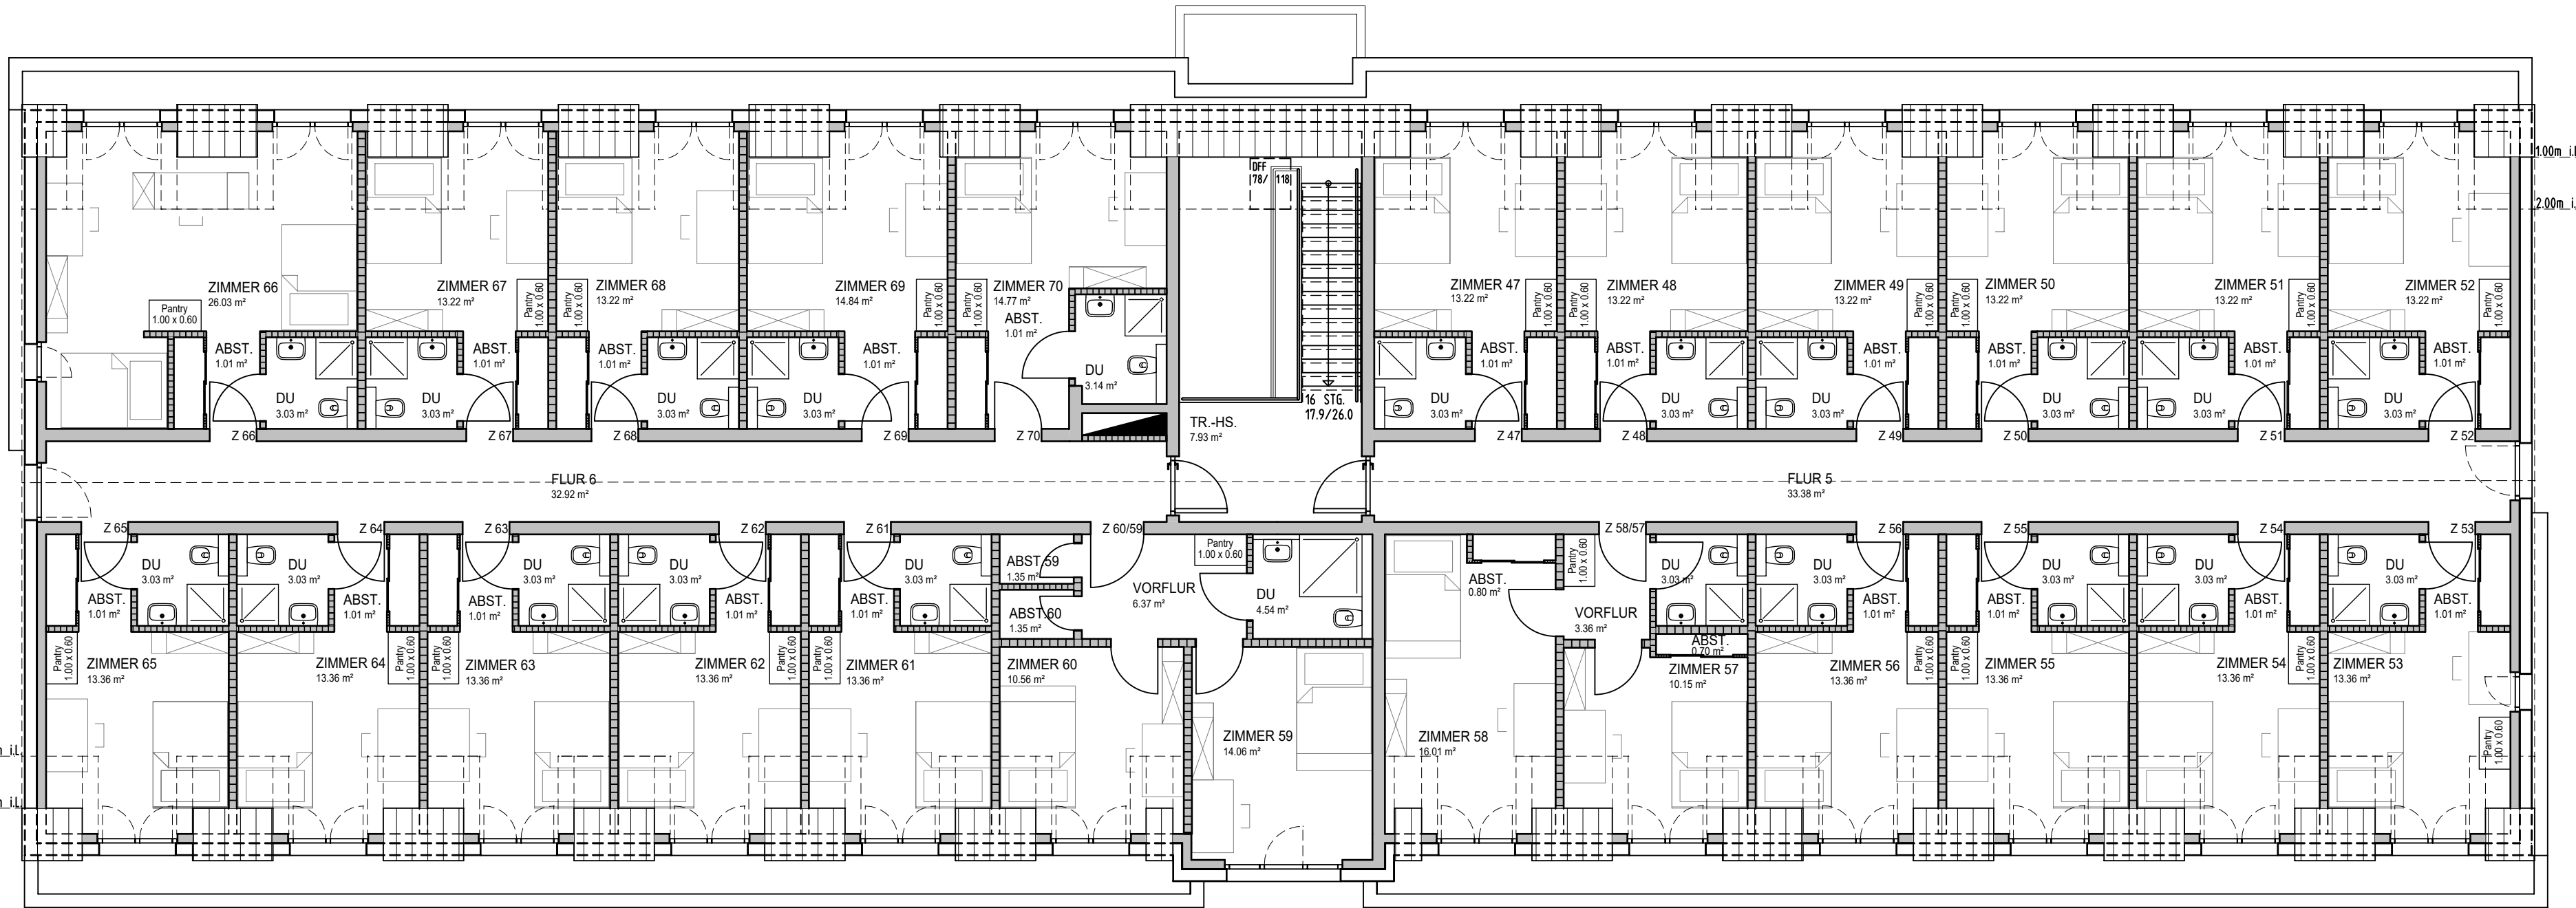 DFF
78/ 118
1.00m i.l
2.00m i.
ZIMMER 66
26.03 m²
Pantry
1.00 x 0.60
ABST.
1.01 m²
DU
3.03 m²
Z 66
ZIMMER 67
13.22 m²
Pantry
1.00 x 0.60
ABST.
1.01 m²
DU
3.03 m²
Z 67
ZIMMER 68
13.22 m²
Pantry
1.00 x 0.60
ABST.
1.01 m²
DU
3.03 m²
Z 68
ZIMMER 69
14.84 m²
Pantry
1.00 x 0.60
ABST.
1.01 m²
DU
3.03 m²
Z 69
ZIMMER 70
14.77 m²
Pantry
1.00 x 0.60
ABST.
1.01 m²
DU
3.14 m²
Z 70
16 STG.
17.9/26.0
TR.-HS.
7.93 m²
ZIMMER 47
13.22 m²
Pantry
1.00 x 0.60
ABST.
1.01 m²
DU
3.03 m²
Z 47
ZIMMER 48
13.22 m²
Pantry
1.00 x 0.60
ABST.
1.01 m²
DU
3.03 m²
Z 48
ZIMMER 49
13.22 m²
Pantry
1.00 x 0.60
ABST.
1.01 m²
DU
3.03 m²
Z 49
ZIMMER 50
13.22 m²
Pantry
1.00 x 0.60
ABST.
1.01 m²
DU
3.03 m²
Z 50
ZIMMER 51
13.22 m²
Pantry
1.00 x 0.60
ABST.
1.01 m²
DU
3.03 m²
Z 51
ZIMMER 52
13.22 m²
Pantry
1.00 x 0.60
ABST.
1.01 m²
DU
3.03 m²
Z 52
FLUR 6
32.92 m²
FLUR 5
33.38 m²
Z 65
DU
3.03 m²
ABST.
1.01 m²
Pantry
1.00 x 0.60
ZIMMER 65
13.36 m²
Z 64
DU
3.03 m²
ABST.
1.01 m²
Pantry
1.00 x 0.60
ZIMMER 64
13.36 m²
Z 63
DU
3.03 m²
ABST.
1.01 m²
Pantry
1.00 x 0.60
ZIMMER 63
13.36 m²
Z 62
DU
3.03 m²
ABST.
1.01 m²
Pantry
1.00 x 0.60
ZIMMER 62
13.36 m²
Z 61
DU
3.03 m²
ABST.
1.01 m²
Pantry
1.00 x 0.60
ZIMMER 61
13.36 m²
Z 60/59
ABST.59
1.35 m²
ABST.60
1.35 m²
VORFLUR
6.37 m²
Pantry
1.00 x 0.60
DU
4.54 m²
ZIMMER 60
10.56 m²
ZIMMER 59
14.06 m²
Z 58/57
ABST.
0.80 m²
Pantry
1.00 x 0.60
VORFLUR
3.36 m²
DU
3.03 m²
ABST.
0.70 m²
ZIMMER 58
16.01 m²
ZIMMER 57
10.15 m²
Z 56
DU
3.03 m²
ABST.
1.01 m²
Pantry
1.00 x 0.60
ZIMMER 56
13.36 m²
Z 55
DU
3.03 m²
ABST.
1.01 m²
Pantry
1.00 x 0.60
ZIMMER 55
13.36 m²
Z 54
DU
3.03 m²
ABST.
1.01 m²
Pantry
1.00 x 0.60
ZIMMER 54
13.36 m²
Z 53
DU
3.03 m²
ABST.
1.01 m²
ZIMMER 53
13.36 m²
Pantry
1.00 x 0.60
m i.l.
m i.l.